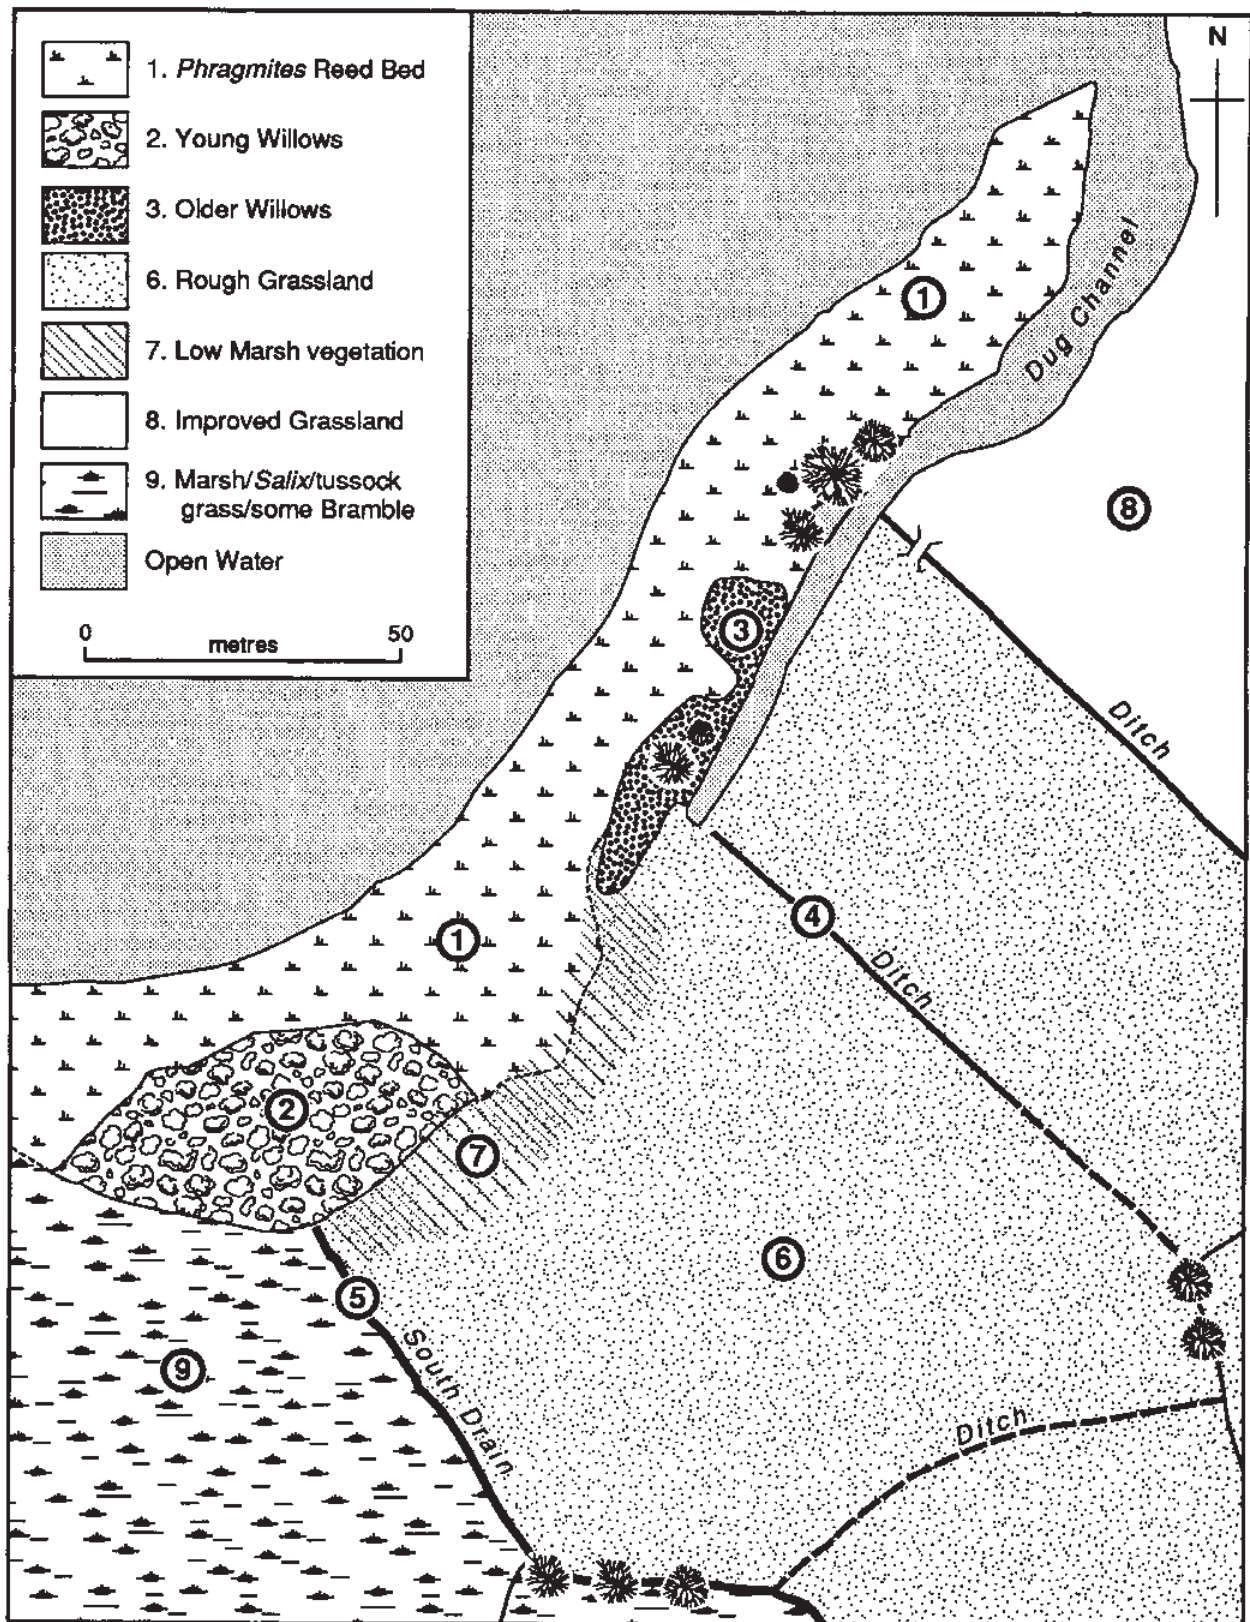 1. Phragmites Reed Bed
2. Young Willows
3. Older Willows
6. Rough Grassland
7. Low Marsh vegetation
8. Improved Grassland
9. Marsh/Salix/tussock
grass/some Bramble
Open Water
0 50
metres
N
Dug Channel
1
8
3
Ditch
4
Ditch
1
2
7
6
5
South Drain
9
Ditch